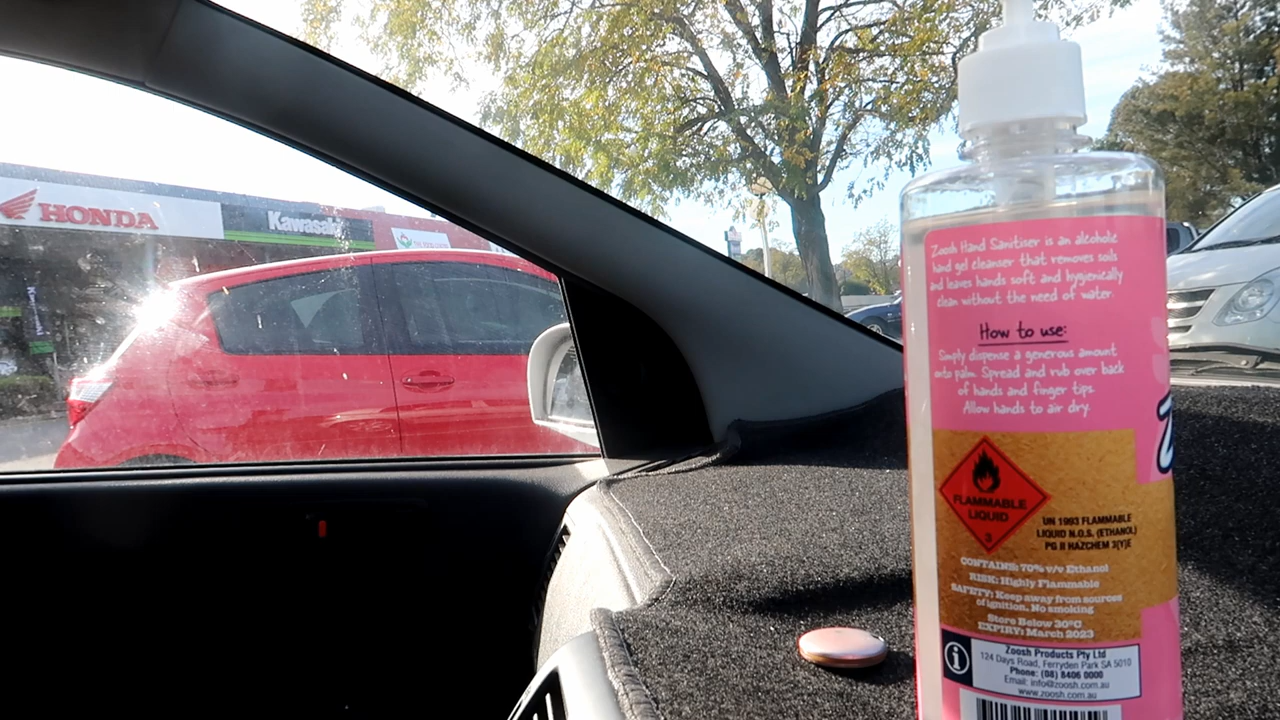 HONDA
Kawasaki
Zoosh Hand Sanitiser is an alcohole
hand gel cleanser that removes soils
and leaves hands soft and hygienically
clean without the need of water.
How to use:
Simply dispense a generous amount
onto palm. Spread and rub over back
of hands and finger tips.
Allow hands to air dry.
FLAMMABLE
LIQUID
3
UN 1993 FLAMMABLE
LIQUID N.O.S. (ETHANOL)
PG II HAZCHEM 3[Y]E
CONTAINS: 70% v/v Ethanol
RISK: Highly Flammable
SAFETY: Keep away from sources
of ignition. No smoking
Store Below 30°C
EXPIRY: March 2023
i
Zoosh Products Pty Ltd
124 Days Road, Ferryden Park SA 5010
Phone: (08) 8406 0000
Email: info@zoosh.com.au
www.zoosh.com.au